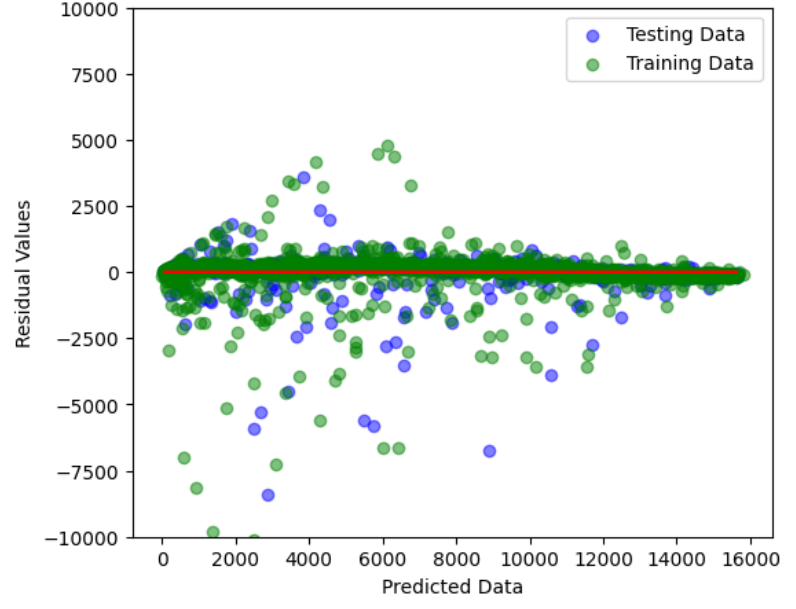 Testing Data
Training Data
10000
7500
5000
2500
0
−2500
−5000
−7500
−10000
Residual Values
0 2000 4000 6000 8000 10000 12000 14000 16000
Predicted Data